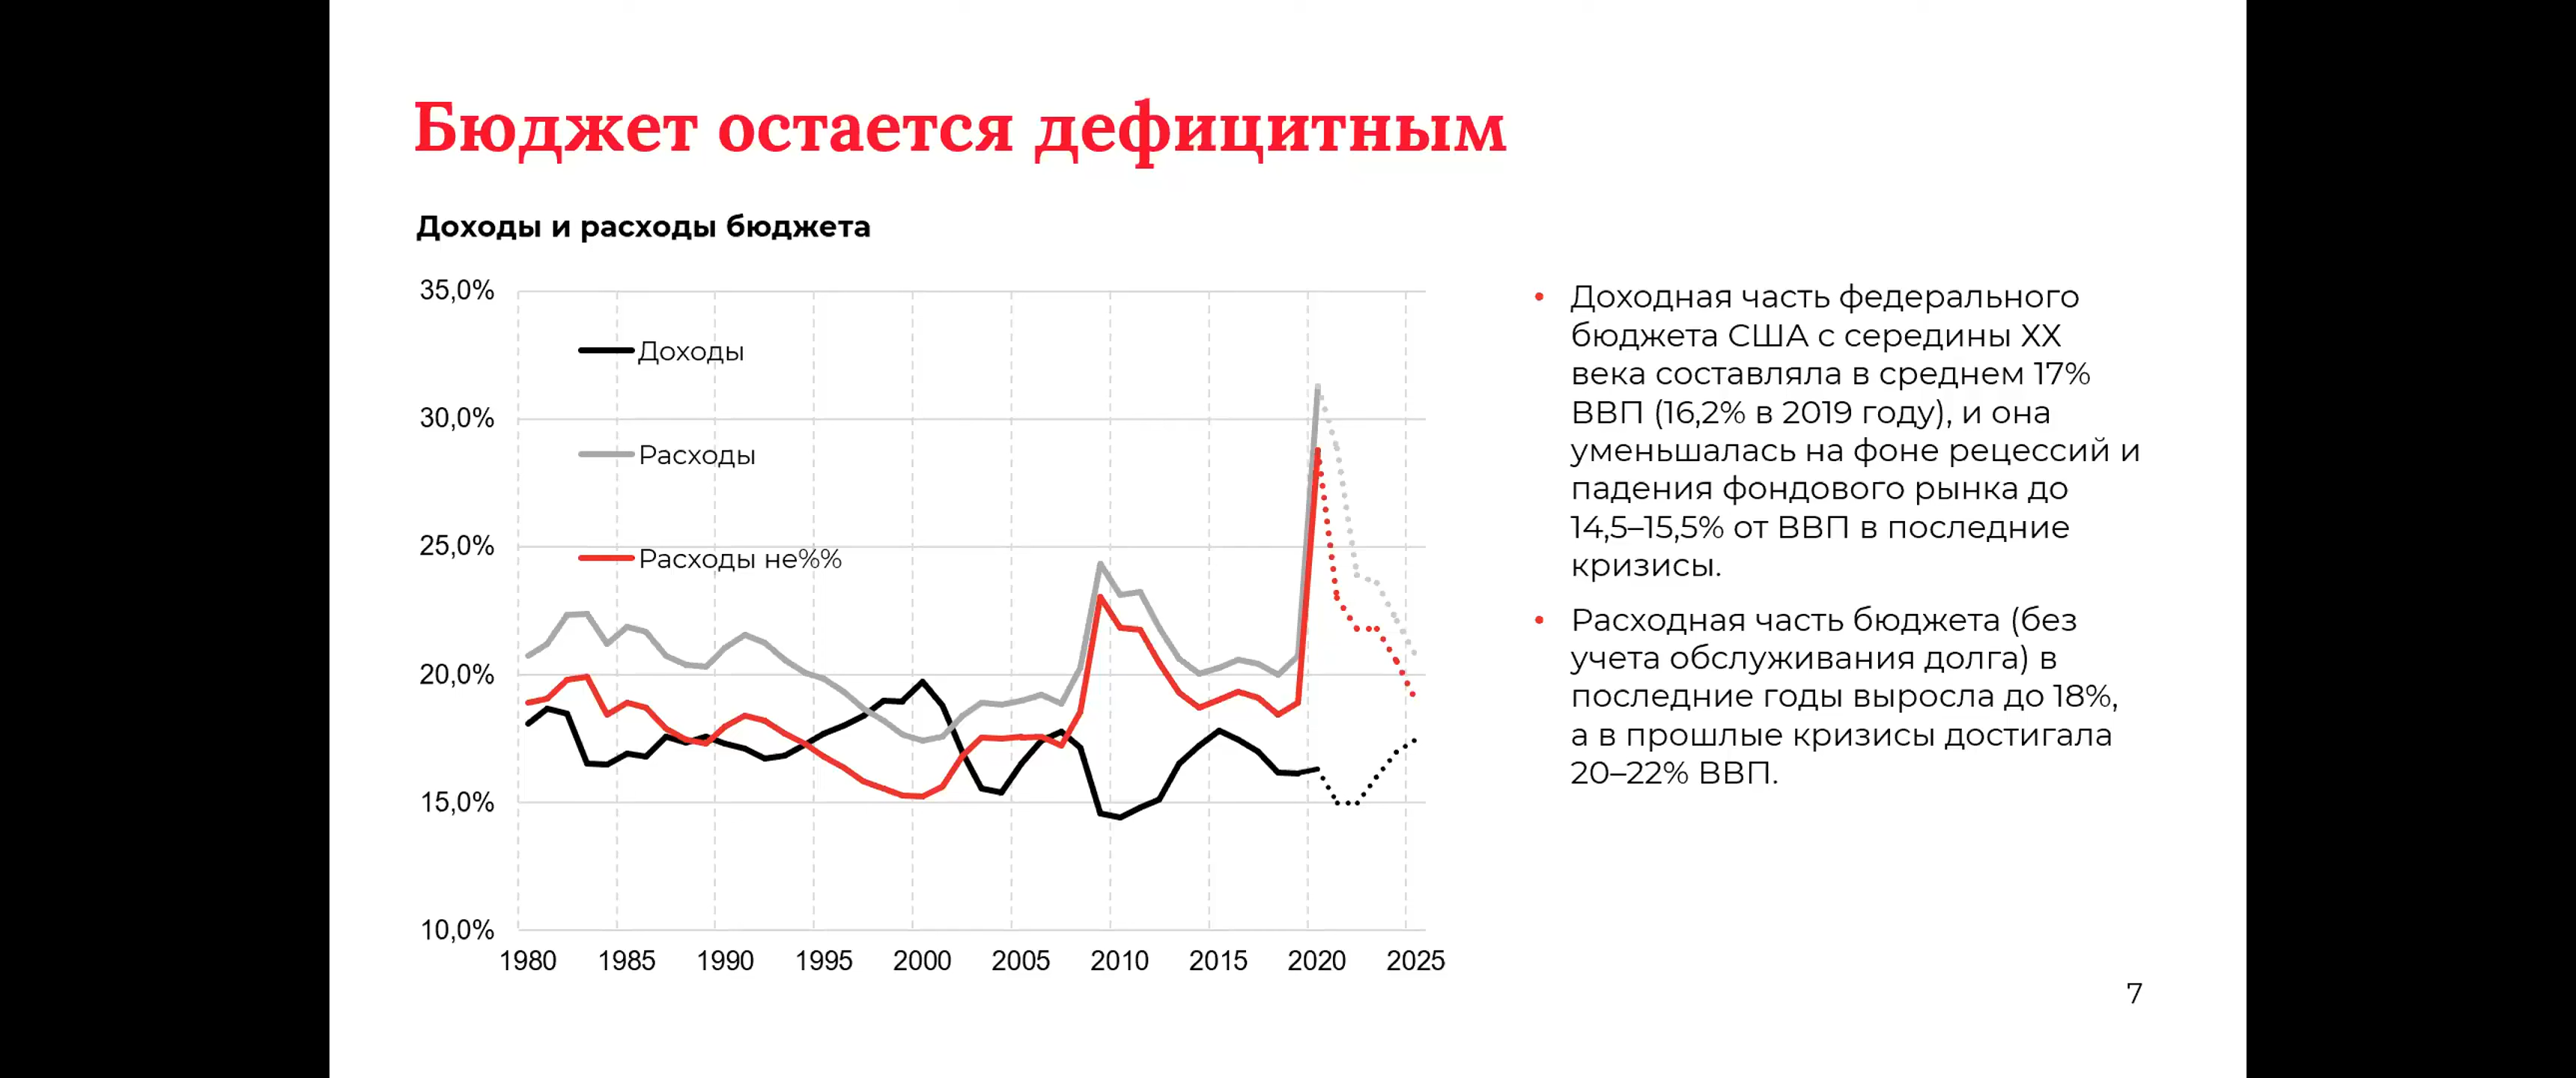 Бюджет остается дефицитным
Доходы и расходы бюджета
35,0%
30,0%
25,0%
20,0%
15,0%
10,0%
Доходы
Расходы
Расходы не%%
1980 1985 1990 1995 2000 2005 2010 2015 2020 2025
• Доходная часть федерального
бюджета США с середины XX
века составляла в среднем 17%
ВВП (16,2% в 2019 году), и она
уменьшалась на фоне рецессий и
падения фондового рынка до
14,5–15,5% от ВВП в последние
кризисы.
• Расходная часть бюджета (без
учета обслуживания долга) в
последние годы выросла до 18%,
а в прошлые кризисы достигала
20–22% ВВП.
7